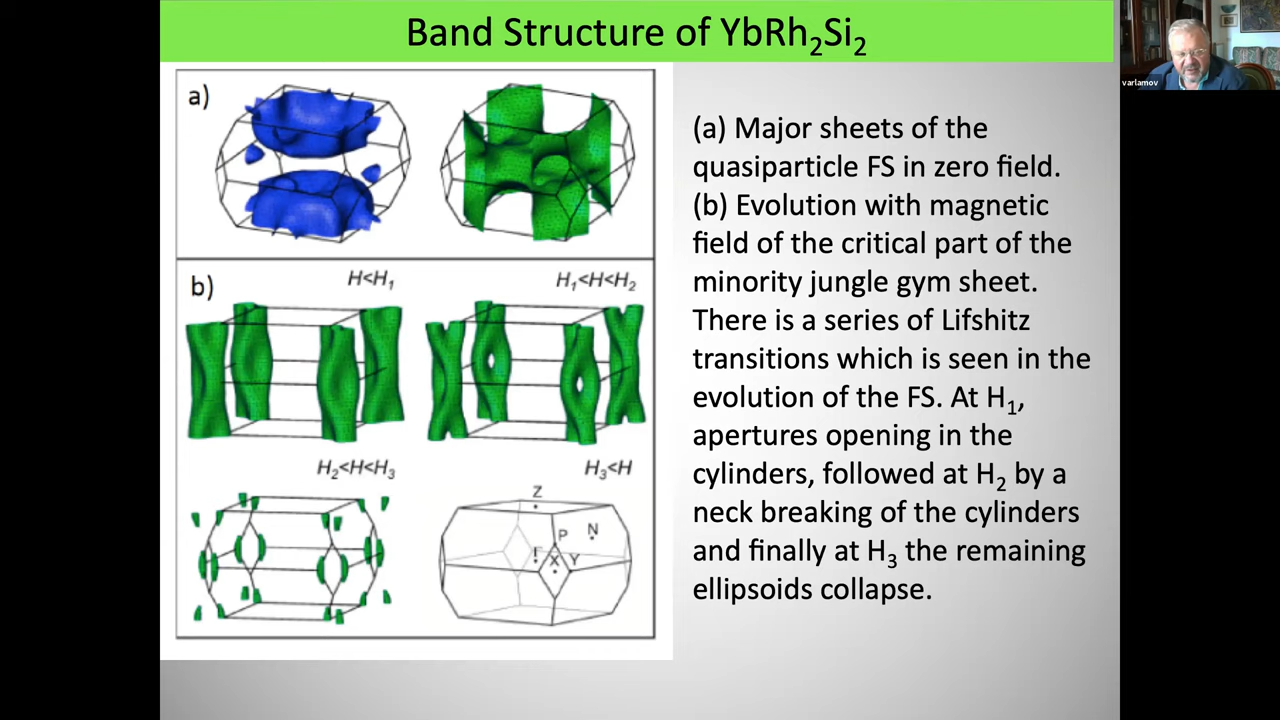 Band Structure of YbRh₂Si₂
varlamov
a)
b)
H<H₁
H₁<H<H₂
H₂<H<H₃
H₃<H
Z
P
N
Γ
X
Y
(a) Major sheets of the
quasiparticle FS in zero field.
(b) Evolution with magnetic
field of the critical part of the
minority jungle gym sheet.
There is a series of Lifshitz
transitions which is seen in the
evolution of the FS. At H₁,
apertures opening in the
cylinders, followed at H₂ by a
neck breaking of the cylinders
and finally at H₃ the remaining
ellipsoids collapse.